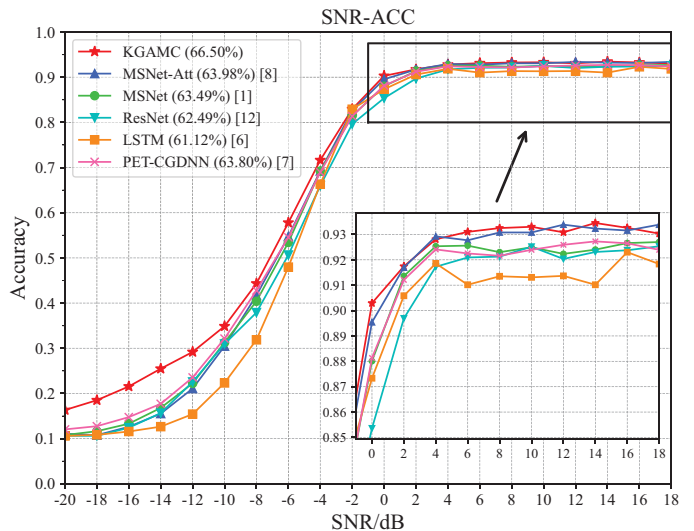 SNR-ACC
KGAMC (66.50%)
MSNet-Att (63.98%) [8]
MSNet (63.49%) [1]
ResNet (62.49%) [12]
LSTM (61.12%) [6]
PET-CGDNN (63.80%) [7]
Accuracy
1.0
0.9
0.8
0.7
0.6
0.5
0.4
0.3
0.2
0.1
0.0
0.93
0.92
0.91
0.90
0.89
0.88
0.87
0.86
0.85
0 2 4 6 8 10 12 14 16 18
-20 -18 -16 -14 -12 -10 -8 -6 -4 -2 0 2 4 6 8 10 12 14 16 18
SNR/dB